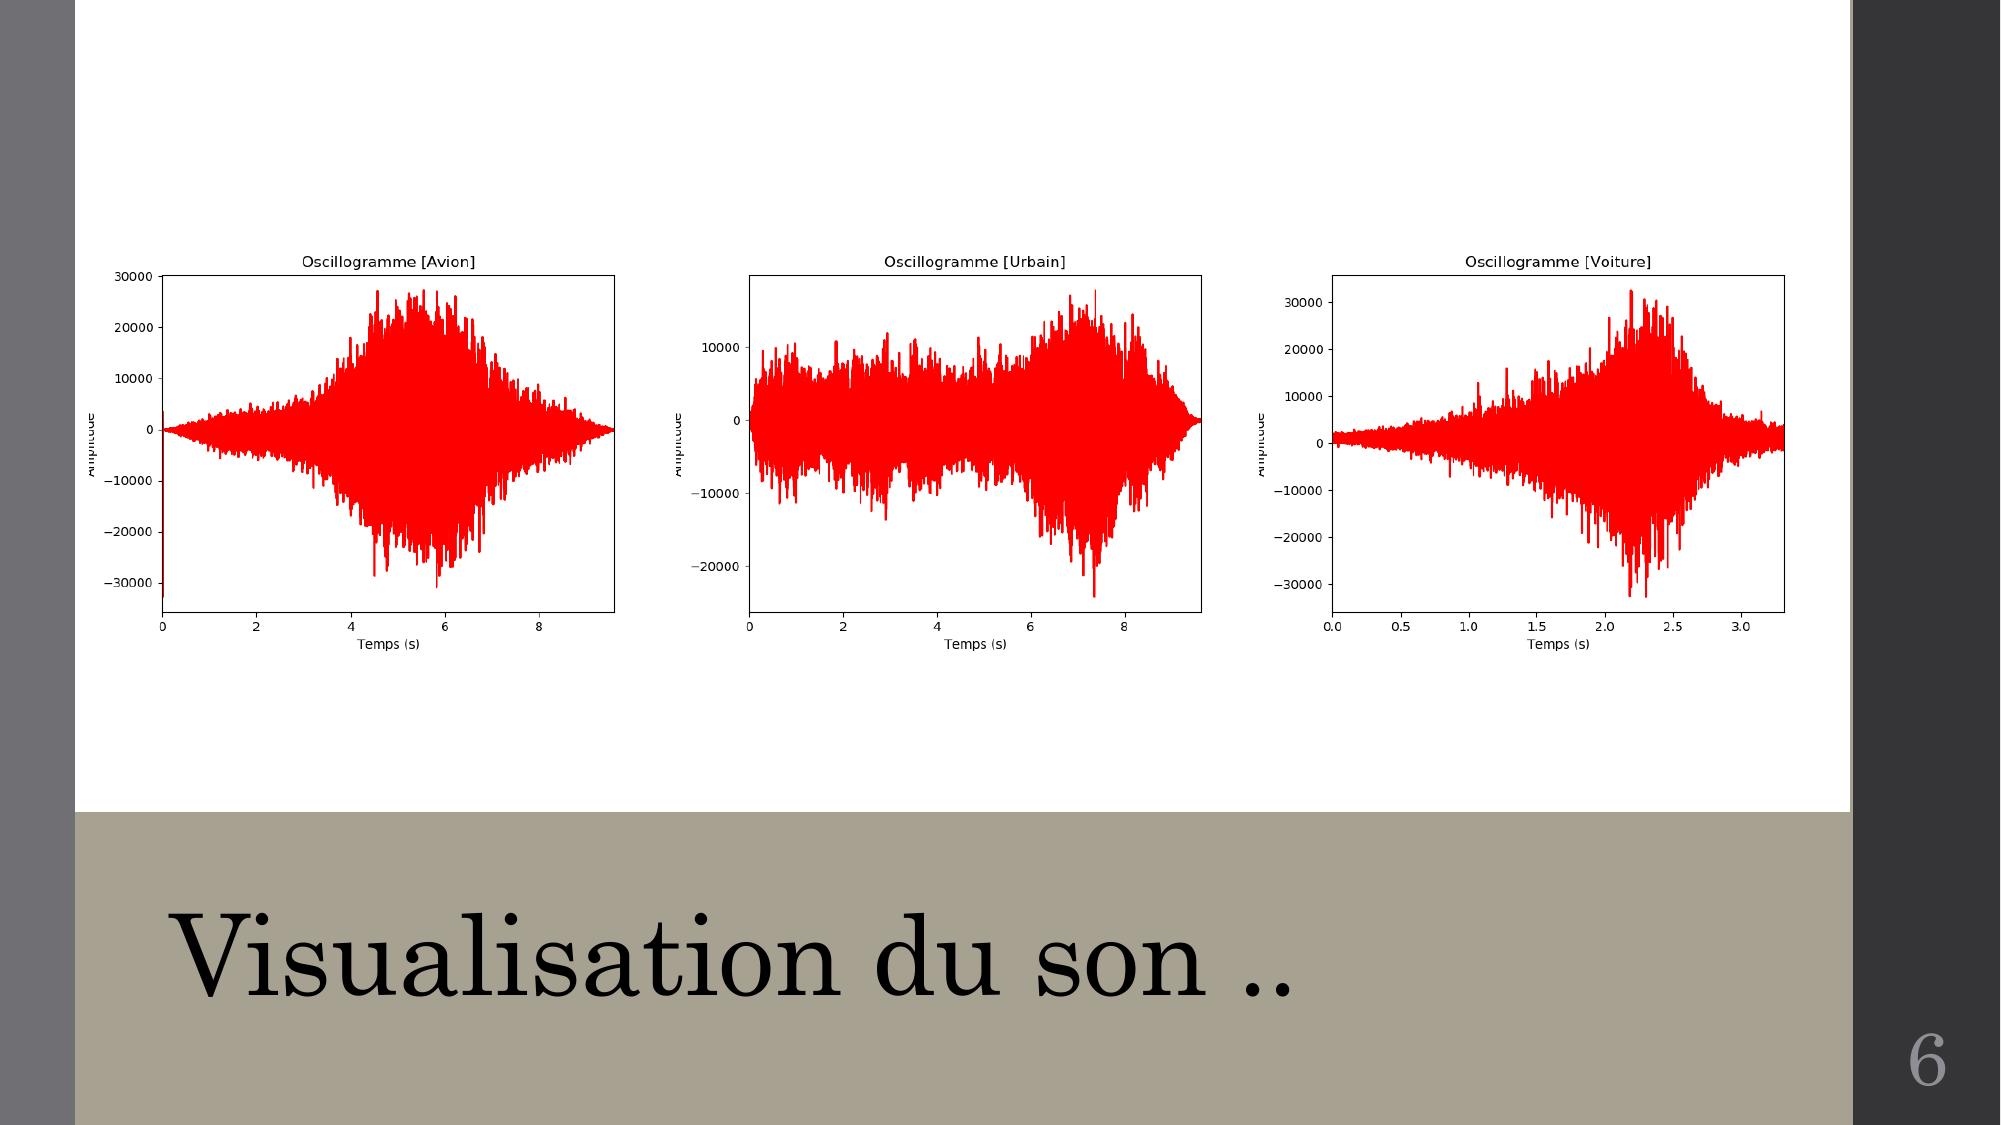 Oscillogramme [Avion]
30000
20000
10000
0
−10000
−20000
−30000
Amplitude
0 2 4 6 8
Temps (s)
Oscillogramme [Urbain]
10000
0
−10000
−20000
Amplitude
0 2 4 6 8
Temps (s)
Oscillogramme [Voiture]
30000
20000
10000
0
−10000
−20000
−30000
Amplitude
0.0 0.5 1.0 1.5 2.0 2.5 3.0
Temps (s)
Visualisation du son ..
6